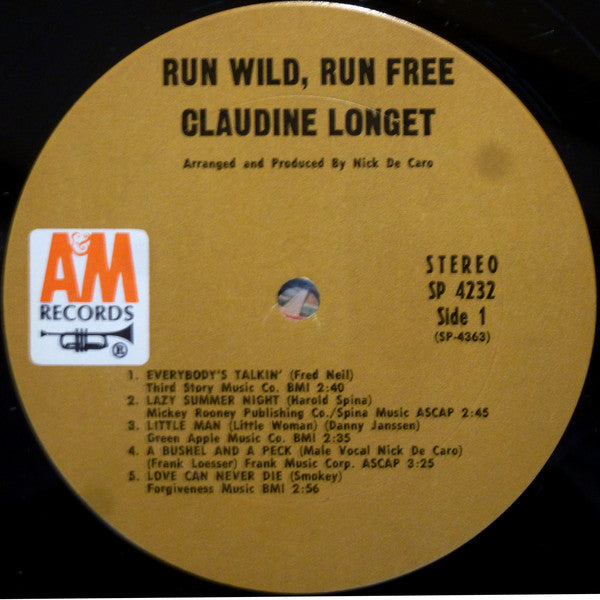 RUN WILD, RUN FREE
CLAUDINE LONGET
Arranged and Produced By Nick De Caro
A&M
RECORDS
®
STEREO
SP 4232
Side 1
(SP-4363)
1. EVERYBODY'S TALKIN' (Fred Neil)
Third Story Music Co. BMI 2:40
2. LAZY SUMMER NIGHT (Harold Spina)
Mickey Rooney Publishing Co./Spina Music ASCAP 2:45
3. LITTLE MAN (Little Woman) (Danny Janssen)
Green Apple Music Co. BMI 2:35
4. A BUSHEL AND A PECK (Male Vocal Nick De Caro)
(Frank Loesser) Frank Music Corp. ASCAP 3:25
5. LOVE CAN NEVER DIE (Smokey)
Forgiveness Music BMI 2:56